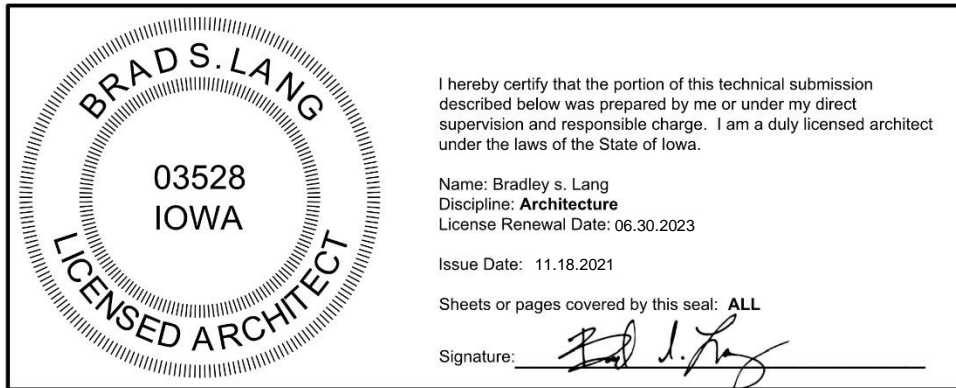 BRAD S. LANG
03528
IOWA
LICENSED ARCHITECT
I hereby certify that the portion of this technical submission
described below was prepared by me or under my direct
supervision and responsible charge. I am a duly licensed architect
under the laws of the State of Iowa.
Name: Bradley s. Lang
Discipline: Architecture
License Renewal Date: 06.30.2023
Issue Date: 11.18.2021
Sheets or pages covered by this seal: ALL
Signature: Brad S. Lang